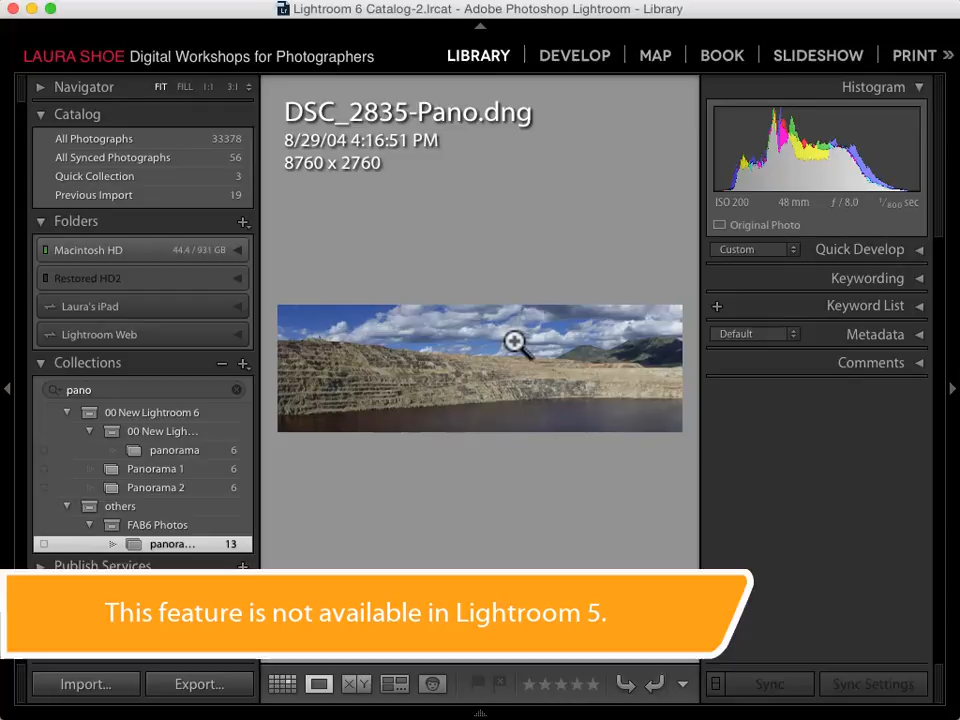 Lightroom 6 Catalog-2.lrcat - Adobe Photoshop Lightroom - Library
LAURA SHOE Digital Workshops for Photographers
LIBRARY | DEVELOP | MAP | BOOK | SLIDESHOW | PRINT »
Navigator FIT FILL 1:1 3:1
Catalog
All Photographs 33378
All Synced Photographs 56
Quick Collection 3
Previous Import 19
Folders +
Macintosh HD 44.4 / 931 GB
Restored HD2
Laura's iPad
Lightroom Web
Collections − +
pano
00 New Lightroom 6
00 New Ligh...
panorama 6
Panorama 1 6
Panorama 2 6
others
FAB6 Photos
panora... 13
Publish Services +
Import...
Export...
DSC_2835-Pano.dng
8/29/04 4:16:51 PM
8760 x 2760
Histogram
ISO 200 48 mm ƒ / 8.0 1/800 sec
Original Photo
Custom Quick Develop
Keywording
+ Keyword List
Default Metadata
Comments
This feature is not available in Lightroom 5.
X Y
Sync
Sync Settings